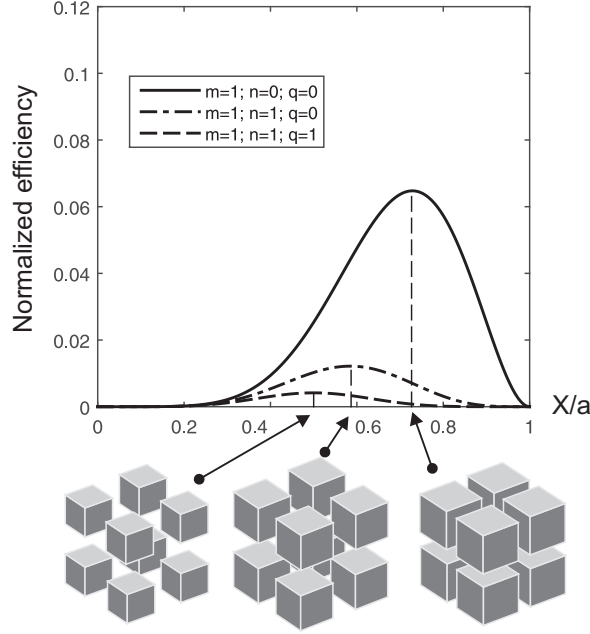 0.12
0.1
0.08
0.06
0.04
0.02
0
Normalized efficiency
m=1; n=0; q=0
m=1; n=1; q=0
m=1; n=1; q=1
0 0.2 0.4 0.6 0.8 1
X/a